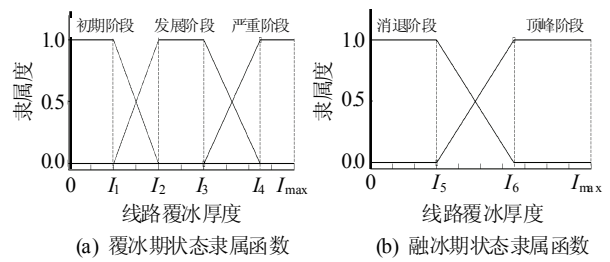 初期阶段 发展阶段 严重阶段
1.0
隶属度
0.5
0.0
0 I1 I2 I3 I4 Imax
线路覆冰厚度
(a) 覆冰期状态隶属函数
消退阶段 顶峰阶段
1.0
隶属度
0.5
0.0
0 I5 I6 Imax
线路覆冰厚度
(b) 融冰期状态隶属函数